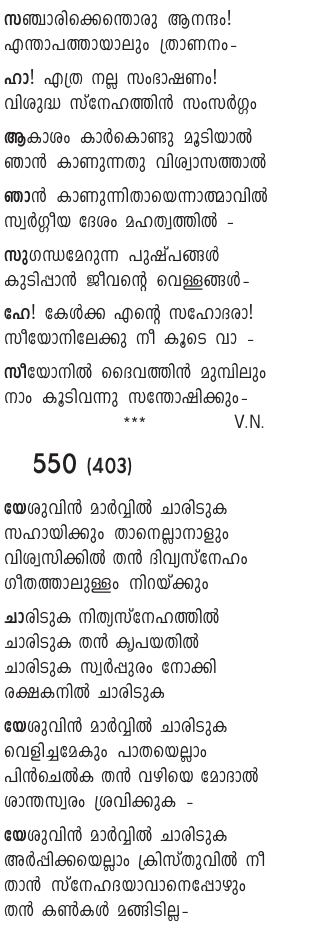 സഞ്ചാരിക്കെന്തൊരു ആനന്ദം!
എന്താപത്തായാലും ത്രാണനം-
ഹാ! എത്ര നല്ല സംഭാഷണം!
വിശുദ്ധ സ്നേഹത്തിൻ സംസർഗ്ഗം
ആകാശം കാർകൊണ്ടു മൂടിയാൽ
ഞാൻ കാണുന്നതു വിശ്വാസത്താൽ
ഞാൻ കാണുന്നിതായെന്നാത്മാവിൽ
സ്വർഗ്ഗീയ ദേശം മഹത്വത്തിൽ -
സുഗന്ധമേറുന്ന പുഷ്പങ്ങൾ
കുടിപ്പാൻ ജീവന്റെ വെള്ളങ്ങൾ-
ഹേ! കേൾക്ക എന്റെ സഹോദരാ!
സീയോനിലേക്കു നീ കൂടെ വാ -
സീയോനിൽ ദൈവത്തിൻ മുമ്പിലും
നാം കൂടിവന്നു സന്തോഷിക്കും-
*** V.N.
550 (403)
യേശുവിൻ മാർവ്വിൽ ചാരിടുക
സഹായിക്കും താനെല്ലാനാളും
വിശ്വസിക്കിൽ തൻ ദിവ്യസ്നേഹം
ഗീതത്താലുള്ളം നിറയ്ക്കും
ചാരിടുക നിത്യസ്നേഹത്തിൽ
ചാരിടുക തൻ കൃപയതിൽ
ചാരിടുക സ്വർപ്പുരം നോക്കി
രക്ഷകനിൽ ചാരിടുക
യേശുവിൻ മാർവ്വിൽ ചാരിടുക
വെളിച്ചമേകും പാതയെല്ലാം
പിൻചെൽക തൻ വഴിയെ മോദാൽ
ശാന്തസ്വരം ശ്രവിക്കുക -
യേശുവിൻ മാർവ്വിൽ ചാരിടുക
അർപ്പിക്കയെല്ലാം ക്രിസ്തുവിൽ നീ
താൻ സ്നേഹദയാവാനെപ്പോഴും
തൻ കൺകൾ മങ്ങിടില്ല-